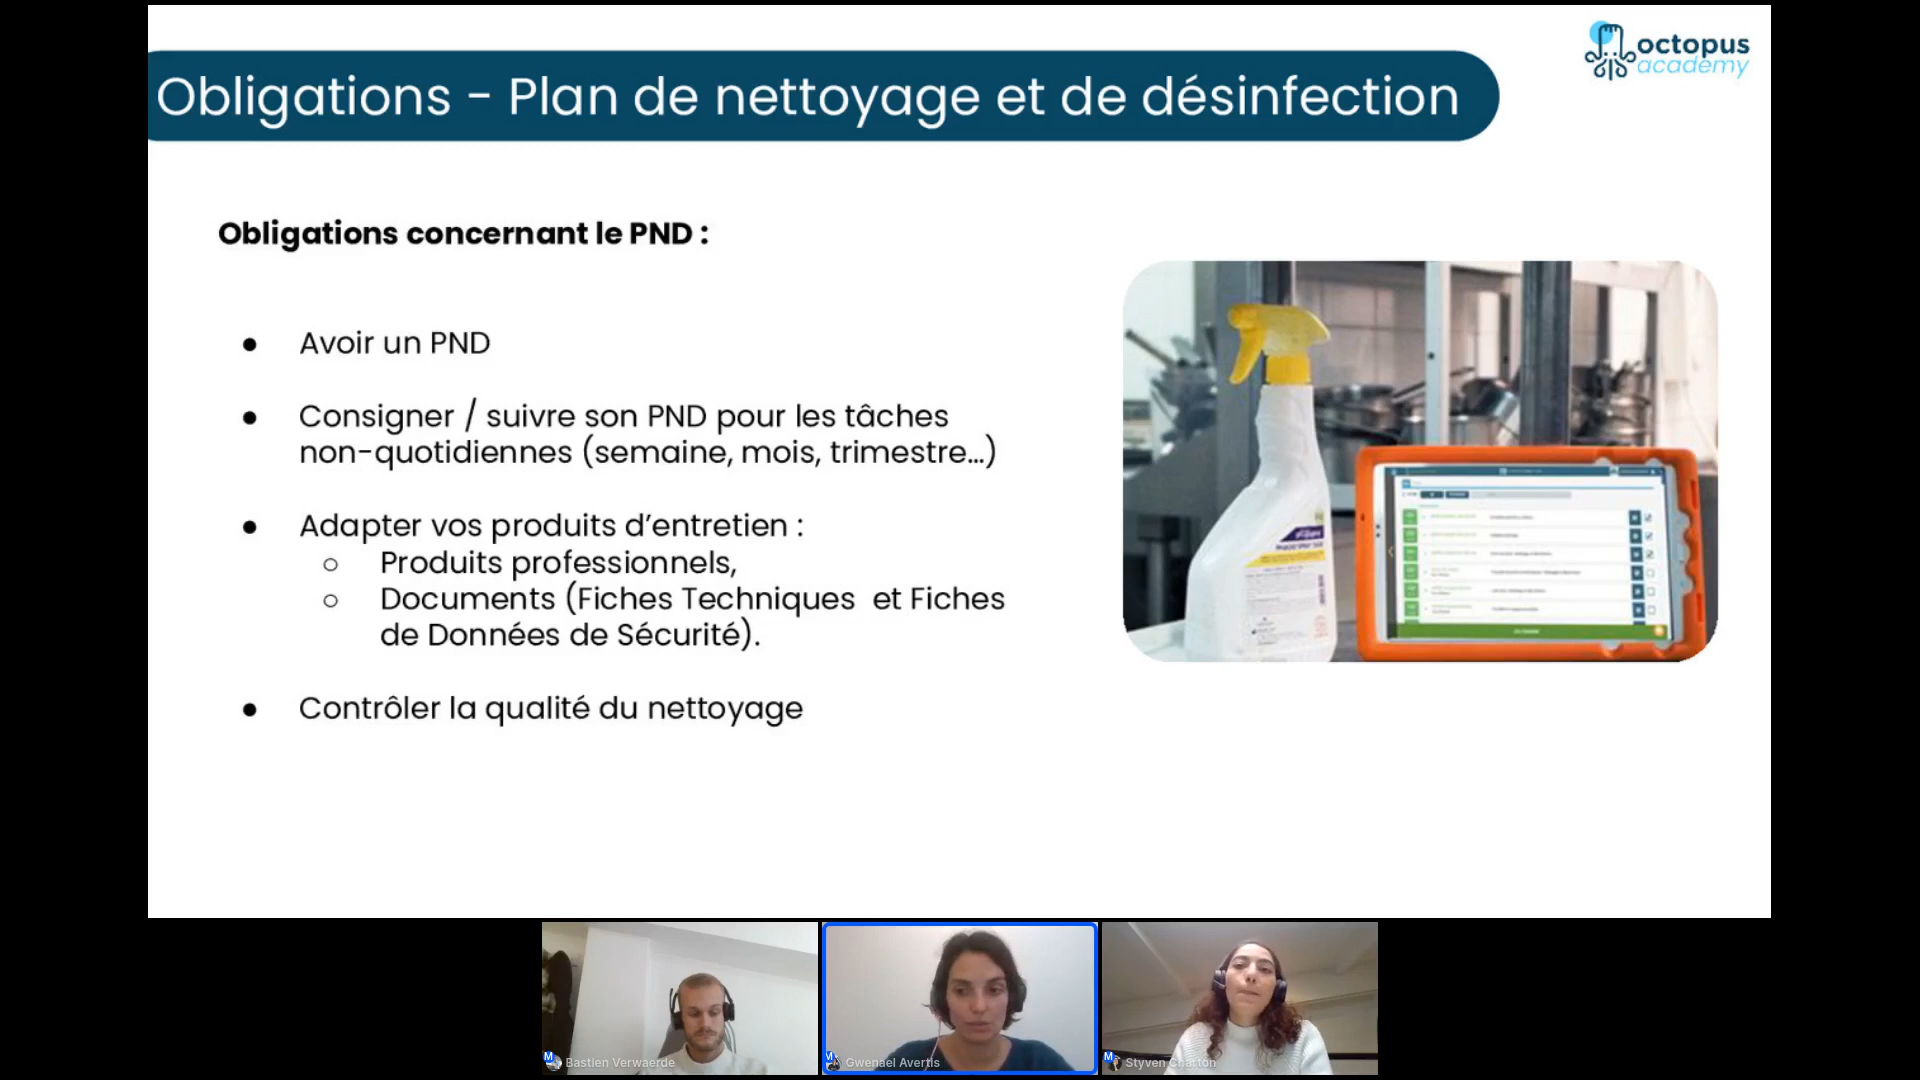 octopus
academy
Obligations - Plan de nettoyage et de désinfection
Obligations concernant le PND :
● Avoir un PND
● Consigner / suivre son PND pour les tâches
non-quotidiennes (semaine, mois, trimestre...)
● Adapter vos produits d’entretien :
○ Produits professionnels,
○ Documents (Fiches Techniques et Fiches
de Données de Sécurité).
● Contrôler la qualité du nettoyage
Bastien Verwaerde
Gwenael Avertis
Styven Charton